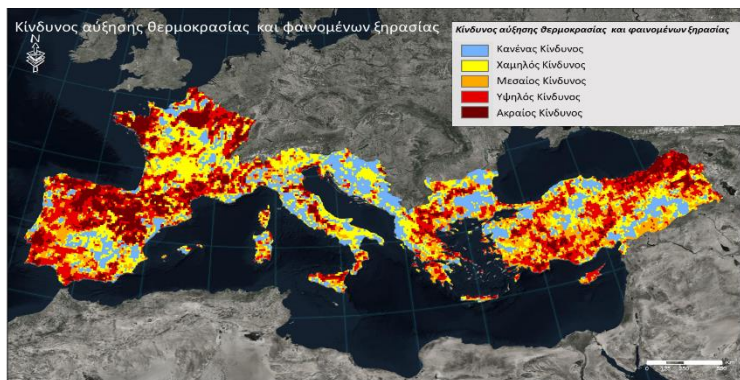 Κίνδυνος αύξησης θερμοκρασίας και φαινομένων ξηρασίας
N
Κίνδυνος αύξησης θερμοκρασίας και φαινομένων ξηρασίας
Κανένας Κίνδυνος
Χαμηλός Κίνδυνος
Μεσαίος Κίνδυνος
Υψηλός Κίνδυνος
Ακραίος Κίνδυνος